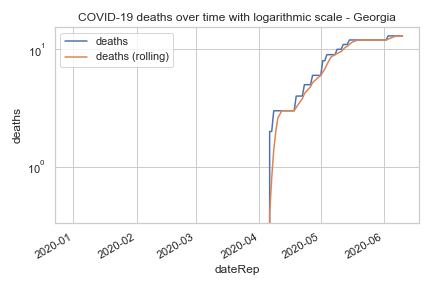 COVID-19 deaths over time with logarithmic scale - Georgia
deaths
deaths (rolling)
10¹
10⁰
deaths
2020-01
2020-02
2020-03
2020-04
2020-05
2020-06
dateRep